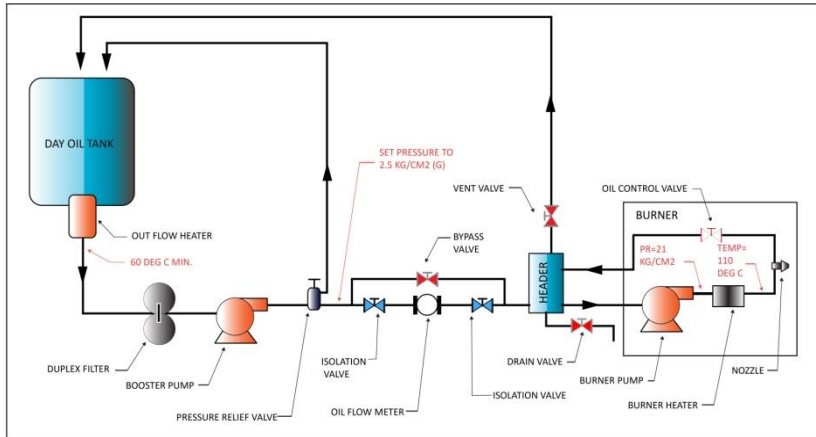 DAY OIL TANK
OUT FLOW HEATER
60 DEG C MIN.
DUPLEX FILTER
BOOSTER PUMP
PRESSURE RELIEF VALVE
SET PRESSURE TO
2.5 KG/CM2 (G)
BYPASS
VALVE
ISOLATION
VALVE
OIL FLOW METER
ISOLATION VALVE
VENT VALVE
HEADER
DRAIN VALVE
OIL CONTROL VALVE
BURNER
PR=21
KG/CM2
TEMP=
110
DEG C
BURNER PUMP
BURNER HEATER
NOZZLE